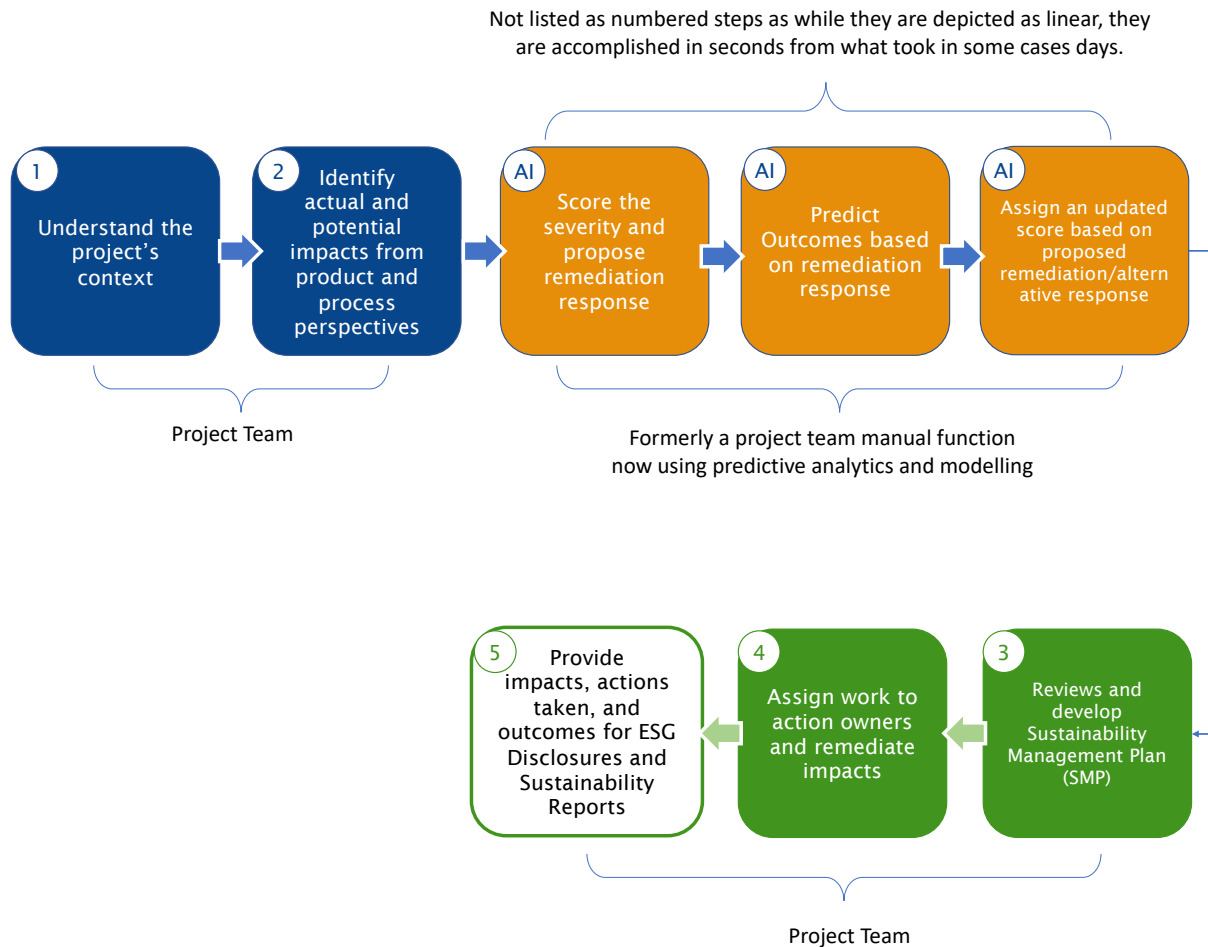 Not listed as numbered steps as while they are depicted as linear, they
are accomplished in seconds from what took in some cases days.
1
Understand the
project's
context
2
Identify
actual and
potential
impacts from
product and
process
perspectives
AI
Score the
severity and
propose
remediation
response
AI
Predict
Outcomes based
on remediation
response
AI
Assign an updated
score based on
proposed
remediation/altern
ative response
Project Team
Formerly a project team manual function
now using predictive analytics and modelling
5
Provide
impacts, actions
taken, and
outcomes for ESG
Disclosures and
Sustainability
Reports
4
Assign work to
action owners
and remediate
impacts
3
Reviews and
develop
Sustainability
Management Plan
(SMP)
Project Team